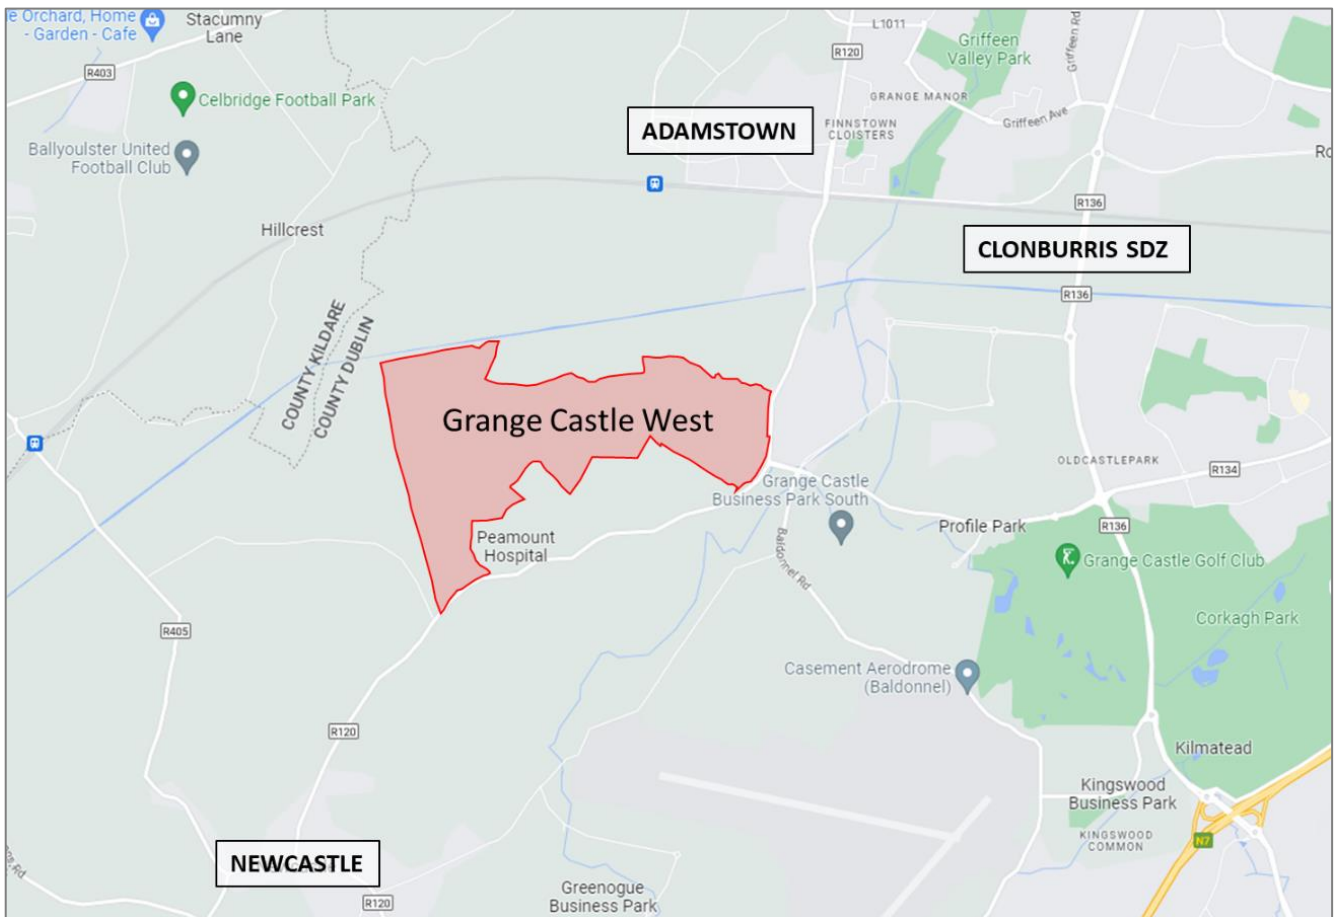 e Orchard, Home
- Garden - Cafe
Stacumny
Lane
L1011
R120
Griffeen
Valley Park
Griffeen Rd
R403
Celbridge Football Park
GRANGE MANOR
Griffeen Ave
ADAMSTOWN
FINNSTOWN
CLOISTERS
Ballyoulster United
Football Club
Ro
R136
Hillcrest
CLONBURRIS SDZ
R136
COUNTY KILDARE
COUNTY DUBLIN
Grange Castle West
OLDCASTLEPARK
R134
Grange Castle
Business Park South
Peamount
Hospital
Profile Park
R136
Baldonnel Rd
Grange Castle Golf Club
Corkagh Park
R405
Casement Aerodrome
(Baldonnel)
R120
Kilmatead
Kingswood
Business Park
KINGSWOOD
COMMON
N7
NEWCASTLE
Greenogue
Business Park
R120